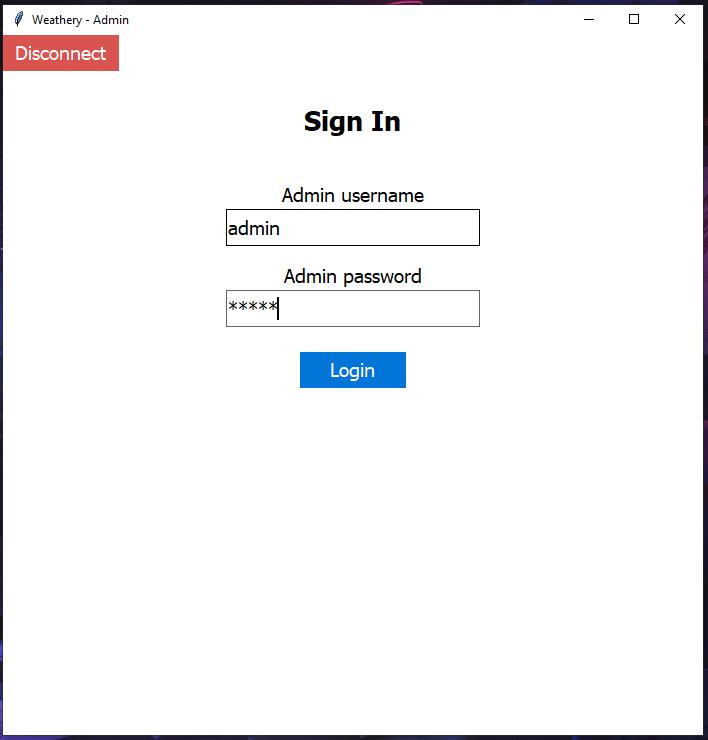 Weathery - Admin
Disconnect
Sign In
Admin username
admin
Admin password
*****
Login